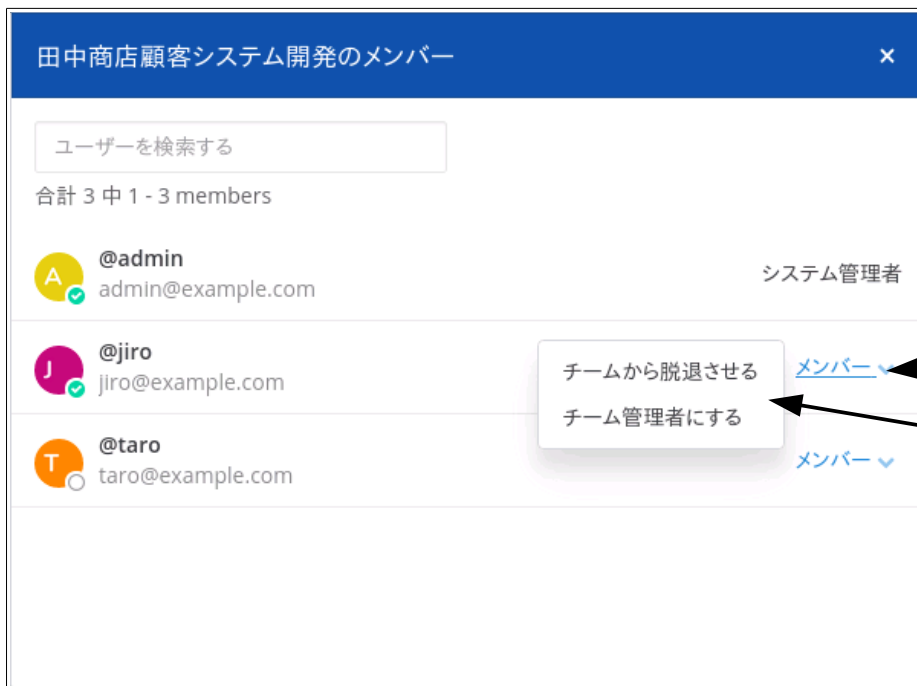 田中商店顧客システム開発のメンバー ×
ユーザーを検索する
合計 3 中 1 - 3 members
A
@admin
admin@example.com
システム管理者
J
@jiro
jiro@example.com
チームから脱退させる
チーム管理者にする
メンバー
T
@taro
taro@example.com
メンバー